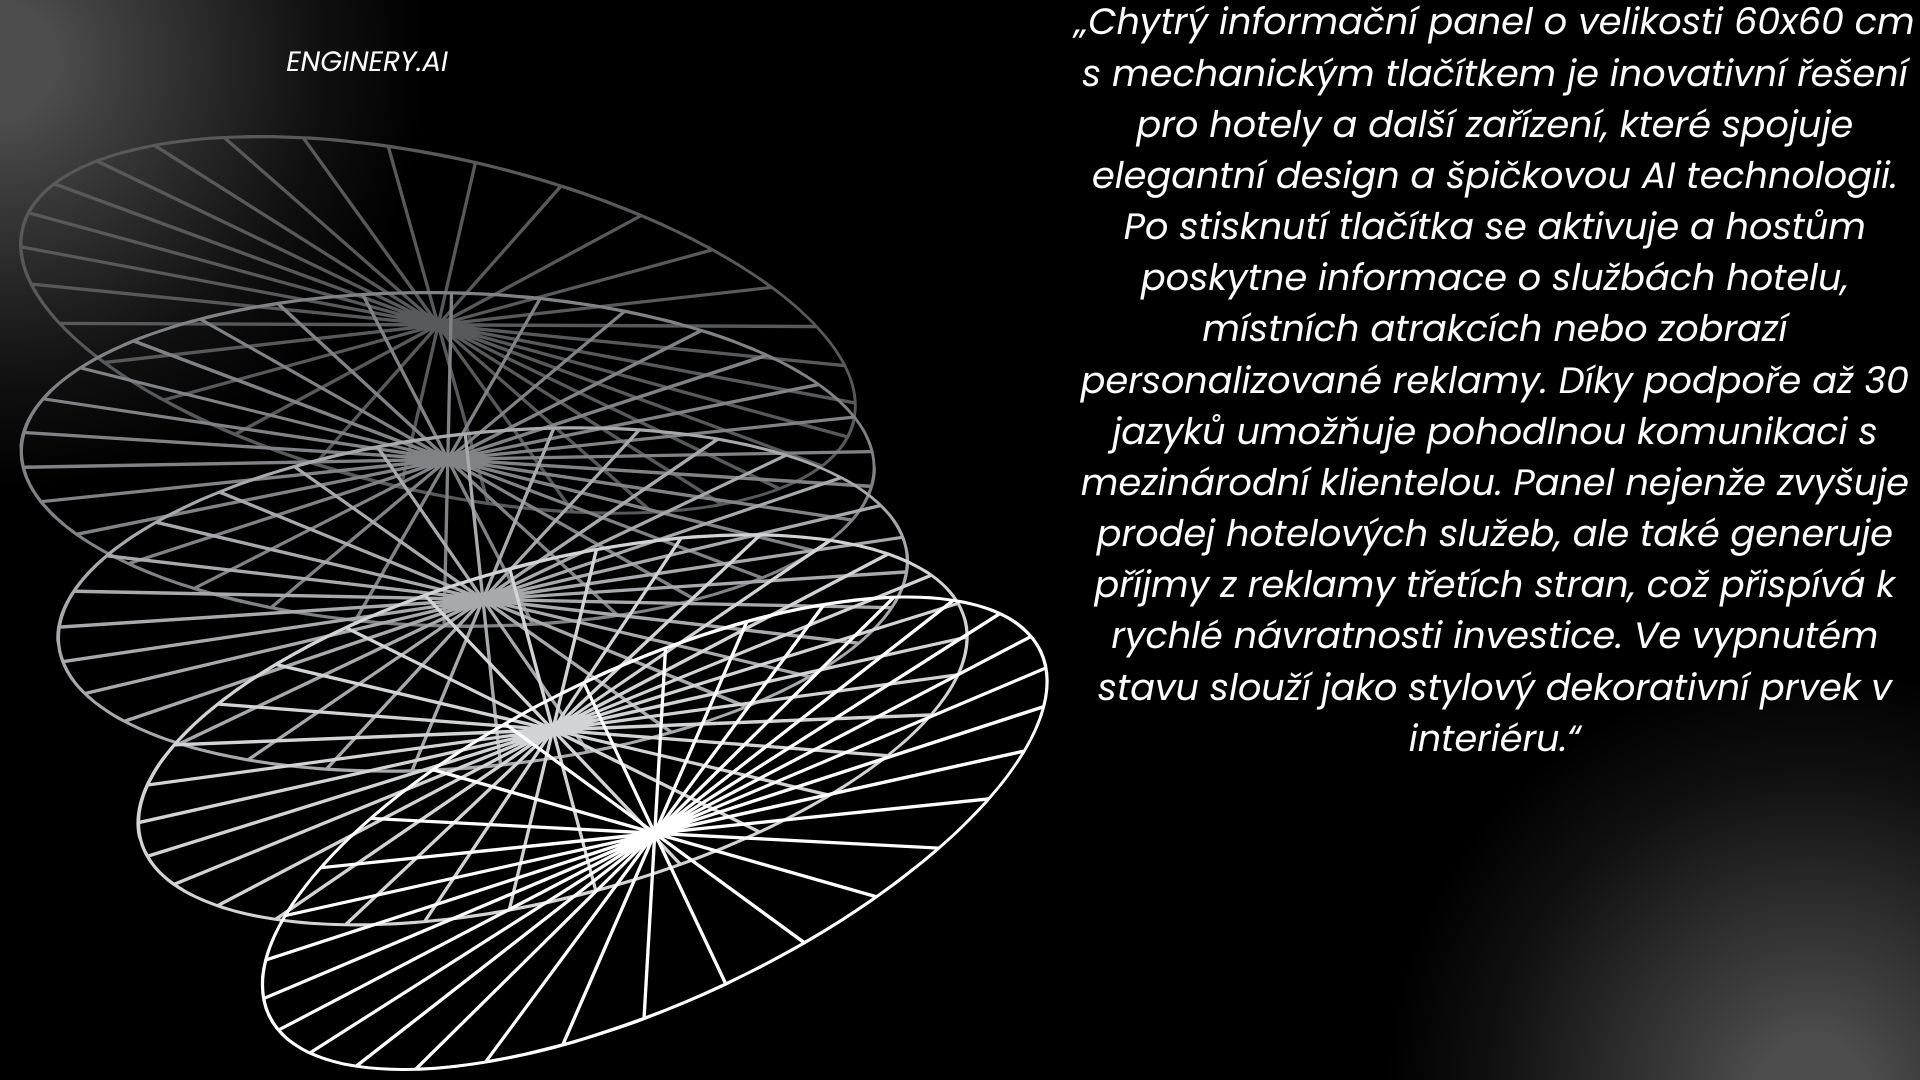 ENGINERY.AI
„Chytrý informační panel o velikosti 60x60 cm
s mechanickým tlačítkem je inovativní řešení
pro hotely a další zařízení, které spojuje
elegantní design a špičkovou AI technologii.
Po stisknutí tlačítka se aktivuje a hostům
poskytne informace o službách hotelu,
místních atrakcích nebo zobrazí
personalizované reklamy. Díky podpoře až 30
jazyků umožňuje pohodlnou komunikaci s
mezinárodní klientelou. Panel nejenže zvyšuje
prodej hotelových služeb, ale také generuje
příjmy z reklamy třetích stran, což přispívá k
rychlé návratnosti investice. Ve vypnutém
stavu slouží jako stylový dekorativní prvek v
interiéru.“